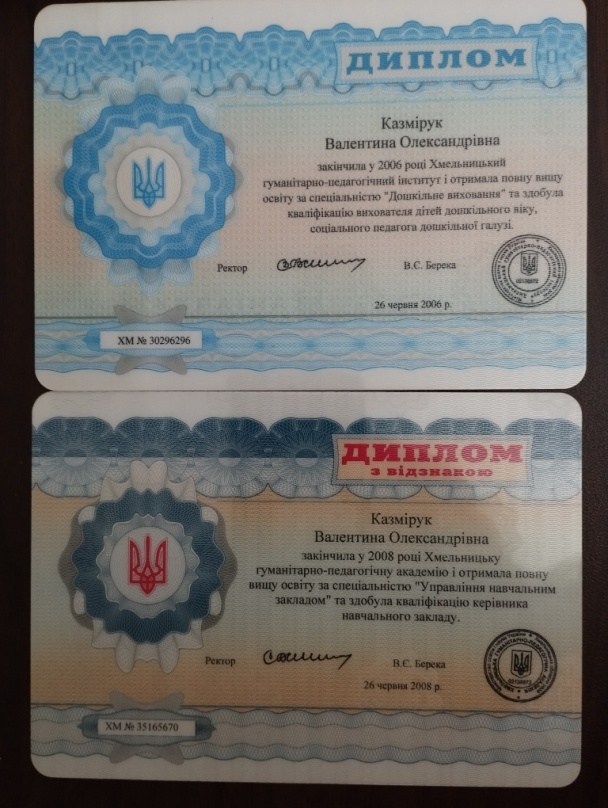 ДИПЛОМ
Казмірук
Валентина Олександрівна
закінчила у 2006 році Хмельницький
гуманітарно-педагогічний інститут і отримала повну вищу
освіту за спеціальністю "Дошкільне виховання" та здобула
кваліфікацію вихователя дітей дошкільного віку,
соціального педагога дошкільної галузі.
Ректор В.Є. Берека
26 червня 2006 р.
ХМ № 30296296
ДИПЛОМ
з відзнакою
Казмірук
Валентина Олександрівна
закінчила у 2008 році Хмельницьку
гуманітарно-педагогічну академію і отримала повну
вищу освіту за спеціальністю "Управління навчальним
закладом" та здобула кваліфікацію керівника
навчального закладу.
Ректор В.Є. Берека
26 червня 2008 р.
ХМ № 35165670